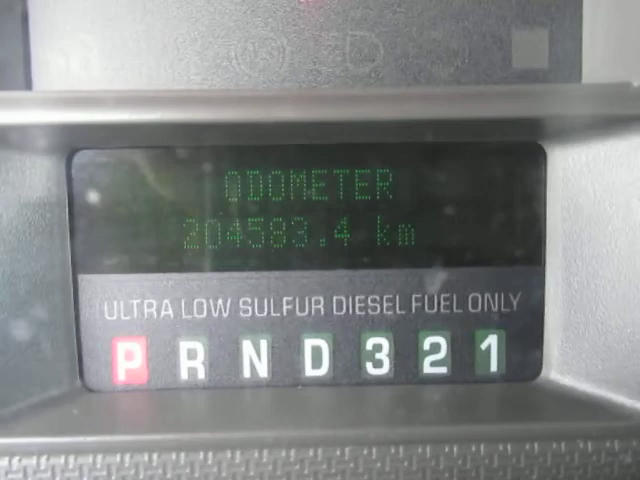 ODOMETER
204583.4 km
ULTRA LOW SULFUR DIESEL FUEL ONLY
P R N D 3 2 1